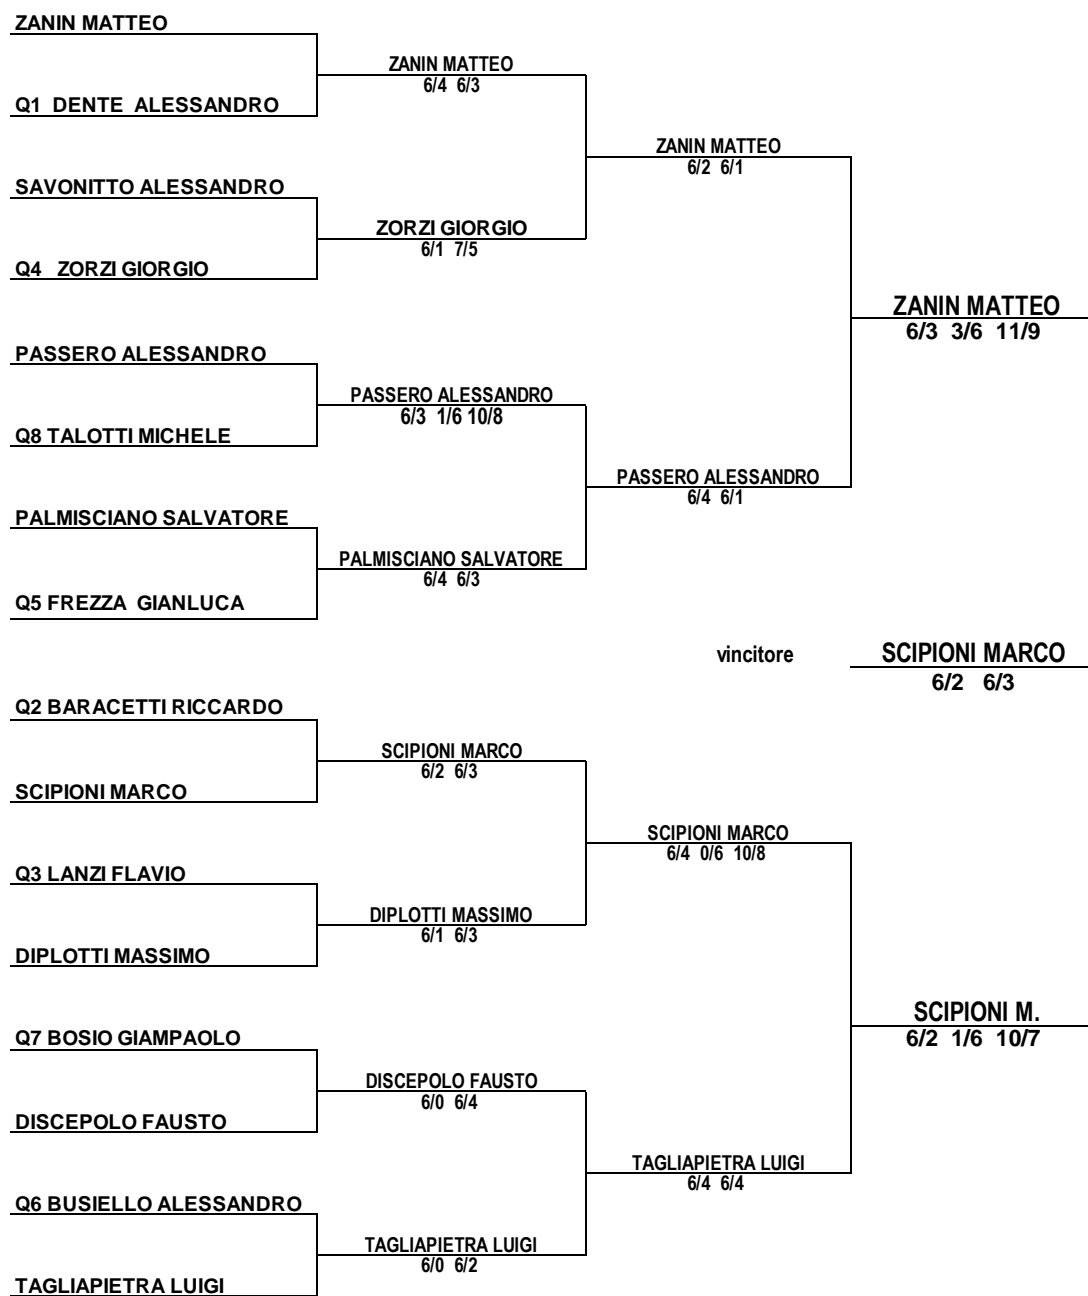 ZANIN MATTEO
ZANIN MATTEO
6/4 6/3
Q1 DENTE ALESSANDRO
ZANIN MATTEO
6/2 6/1
SAVONITTO ALESSANDRO
ZORZI GIORGIO
6/1 7/5
Q4 ZORZI GIORGIO
ZANIN MATTEO
6/3 3/6 11/9
PASSERO ALESSANDRO
PASSERO ALESSANDRO
6/3 1/6 10/8
Q8 TALOTTI MICHELE
PASSERO ALESSANDRO
6/4 6/1
PALMISCIANO SALVATORE
PALMISCIANO SALVATORE
6/4 6/3
Q5 FREZZA GIANLUCA
vincitore SCIPIONI MARCO
6/2 6/3
Q2 BARACETTI RICCARDO
SCIPIONI MARCO
6/2 6/3
SCIPIONI MARCO
SCIPIONI MARCO
6/4 0/6 10/8
Q3 LANZI FLAVIO
DIPLOTTI MASSIMO
6/1 6/3
DIPLOTTI MASSIMO
SCIPIONI M.
6/2 1/6 10/7
Q7 BOSIO GIAMPAOLO
DISCEPOLO FAUSTO
6/0 6/4
DISCEPOLO FAUSTO
TAGLIAPIETRA LUIGI
6/4 6/4
Q6 BUSIELLO ALESSANDRO
TAGLIAPIETRA LUIGI
6/0 6/2
TAGLIAPIETRA LUIGI